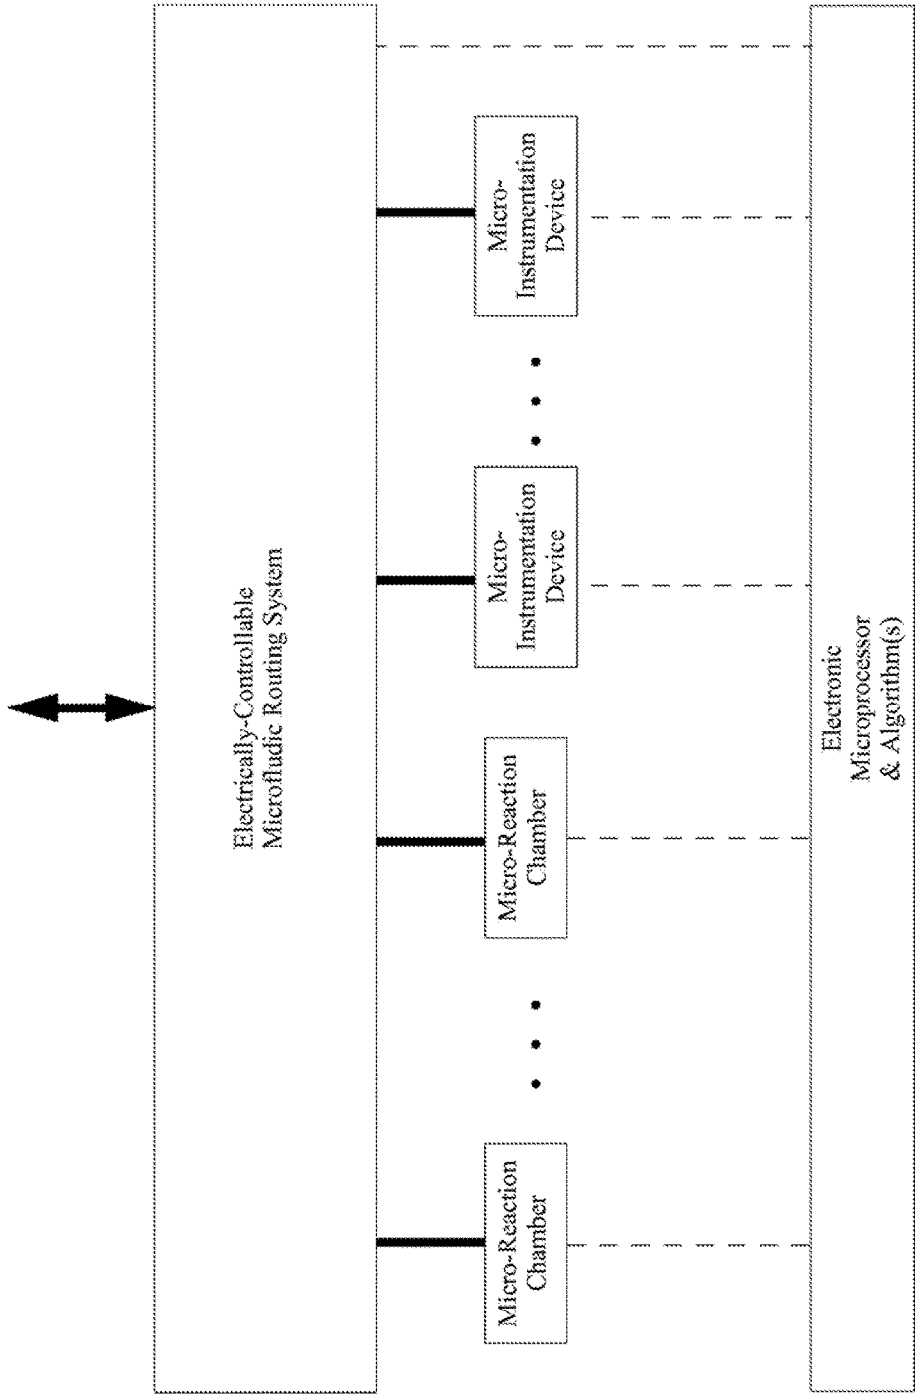 Electrically-Controllable
Microfludic Routing System
Micro-Reaction
Chamber
Micro-Reaction
Chamber
Micro-
Instrumentation
Device
Micro-
Instrumentation
Device
Electronic
Microprocessor
& Algorithm(s)